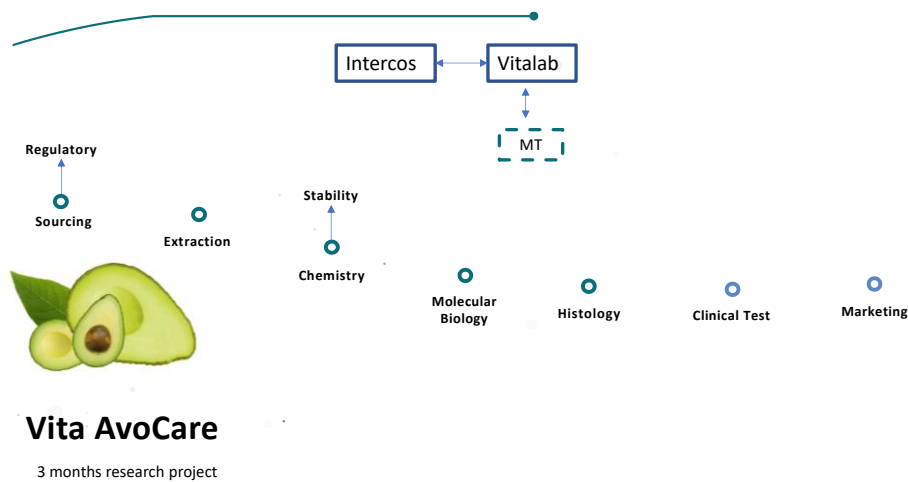 Intercos
Vitalab
MT
Regulatory
Sourcing
Extraction
Stability
Chemistry
Molecular
Biology
Histology
Clinical Test
Marketing
Vita AvoCare
3 months research project